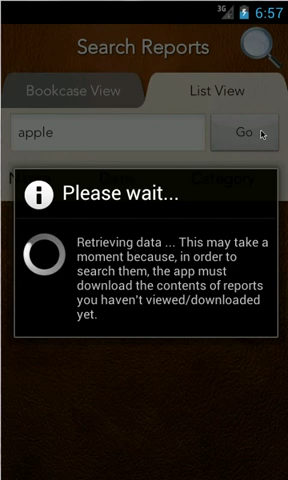 3G 6:57
Search Reports
Bookcase View List View
apple Go
Name Date Category
Please wait...
Retrieving data ... This may take a
moment because, in order to
search them, the app must
download the contents of reports
you haven't viewed/downloaded
yet.